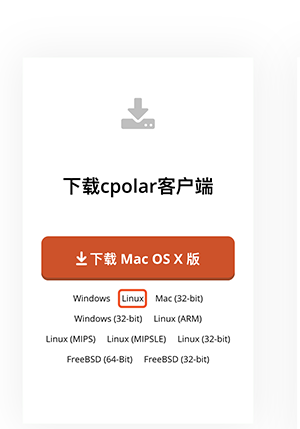 下载cpolar客户端
下载 Mac OS X 版
Windows Linux Mac (32-bit)
Windows (32-bit) Linux (ARM)
Linux (MIPS) Linux (MIPSLE) Linux (32-bit)
FreeBSD (64-Bit) FreeBSD (32-bit)